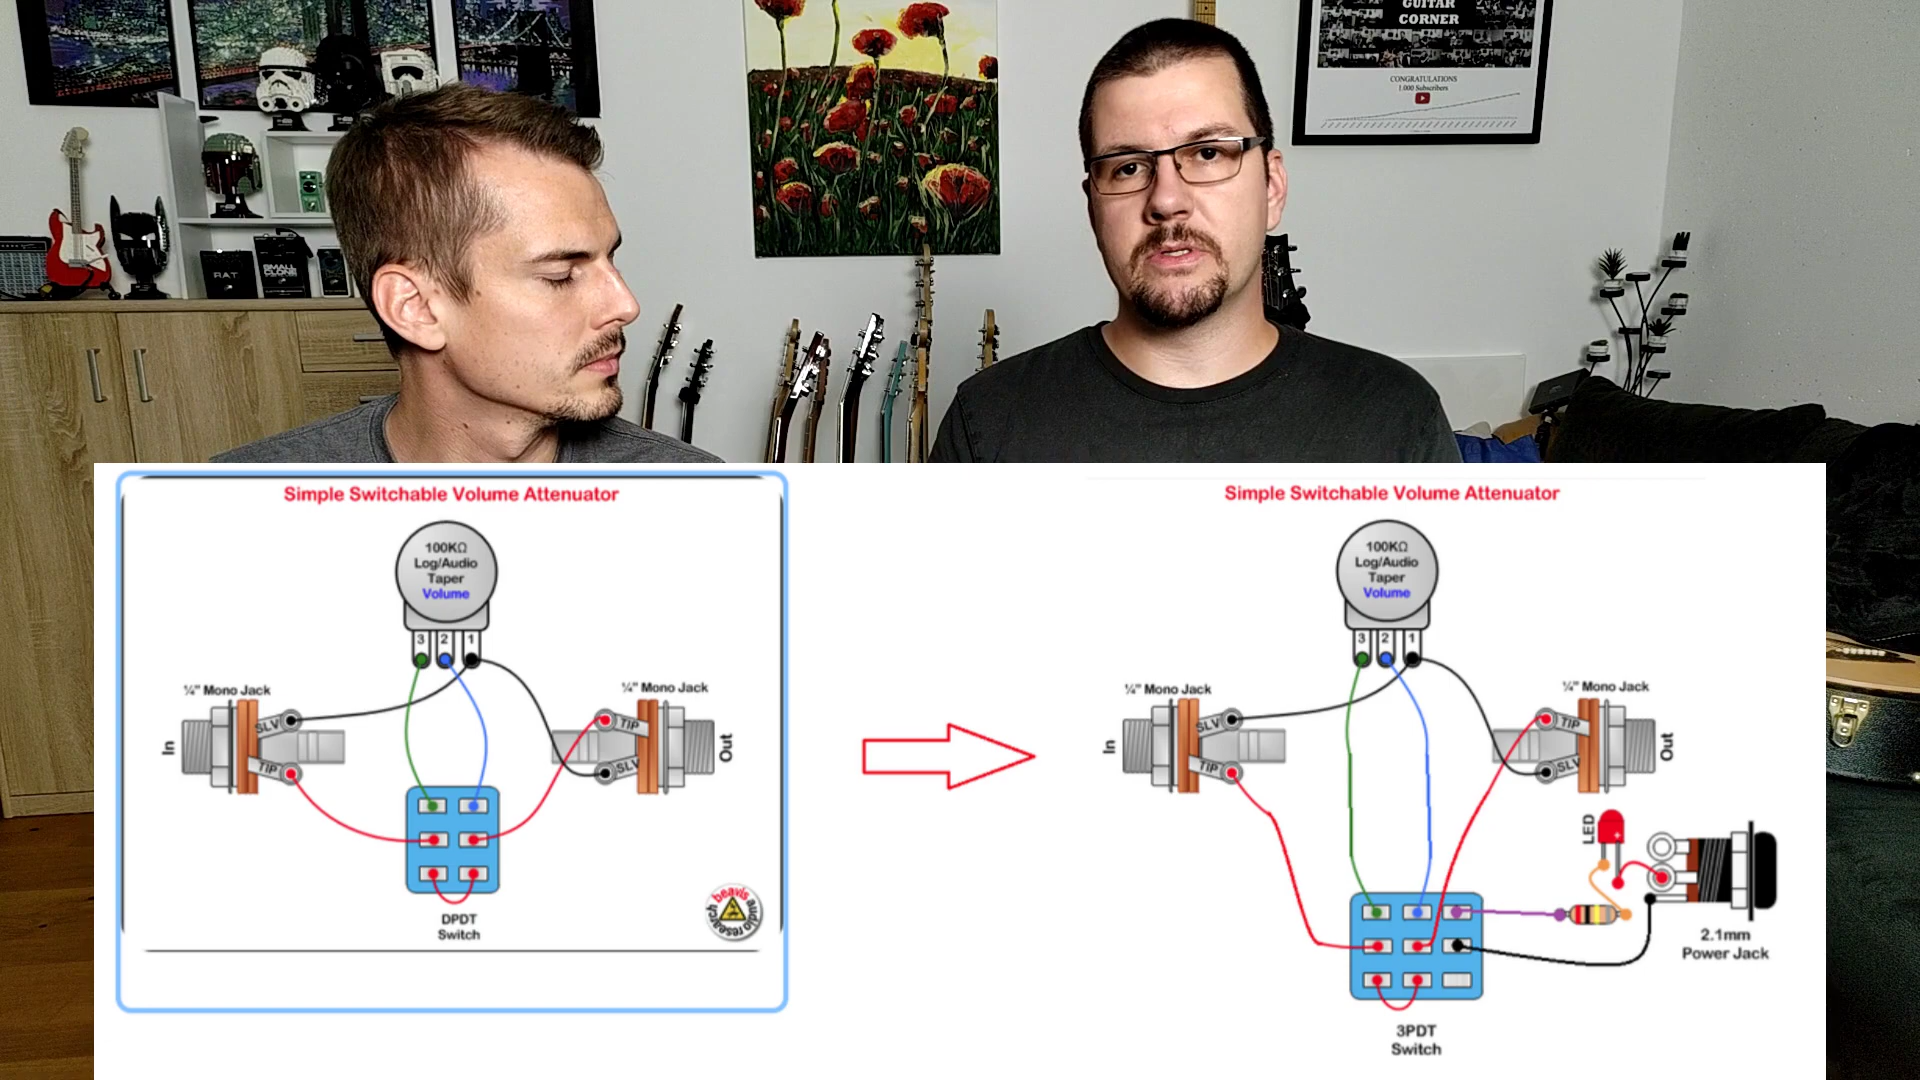 GUITAR
CORNER
CONGRATULATIONS
1.000 Subscribers
RAT
SMALL
CLONE
Simple Switchable Volume Attenuator
100KΩ
Log/Audio
Taper
Volume
3 2 1
¼" Mono Jack
¼" Mono Jack
SLV
TIP
In
TIP
SLV
Out
DPDT
Switch
beavis audio research
Simple Switchable Volume Attenuator
100KΩ
Log/Audio
Taper
Volume
3 2 1
¼" Mono Jack
¼" Mono Jack
SLV
TIP
In
TIP
SLV
Out
LED
+
2.1mm
Power Jack
3PDT
Switch